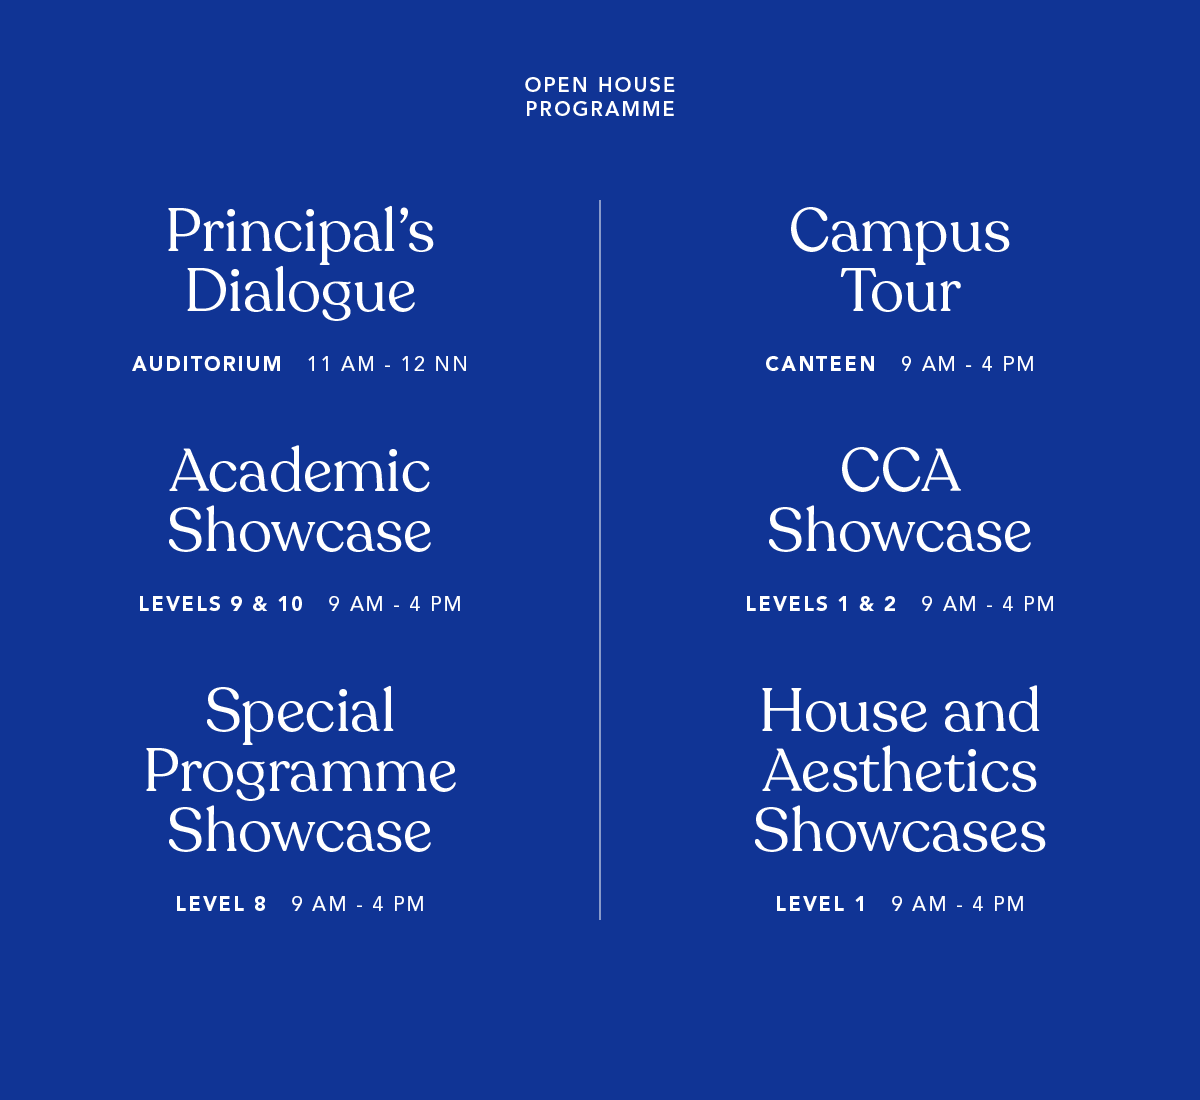 OPEN HOUSE
PROGRAMME
Principal’s
Dialogue
AUDITORIUM 11 AM - 12 NN
Academic
Showcase
LEVELS 9 & 10 9 AM - 4 PM
Special
Programme
Showcase
LEVEL 8 9 AM - 4 PM
Campus
Tour
CANTEEN 9 AM - 4 PM
CCA
Showcase
LEVELS 1 & 2 9 AM - 4 PM
House and
Aesthetics
Showcases
LEVEL 1 9 AM - 4 PM